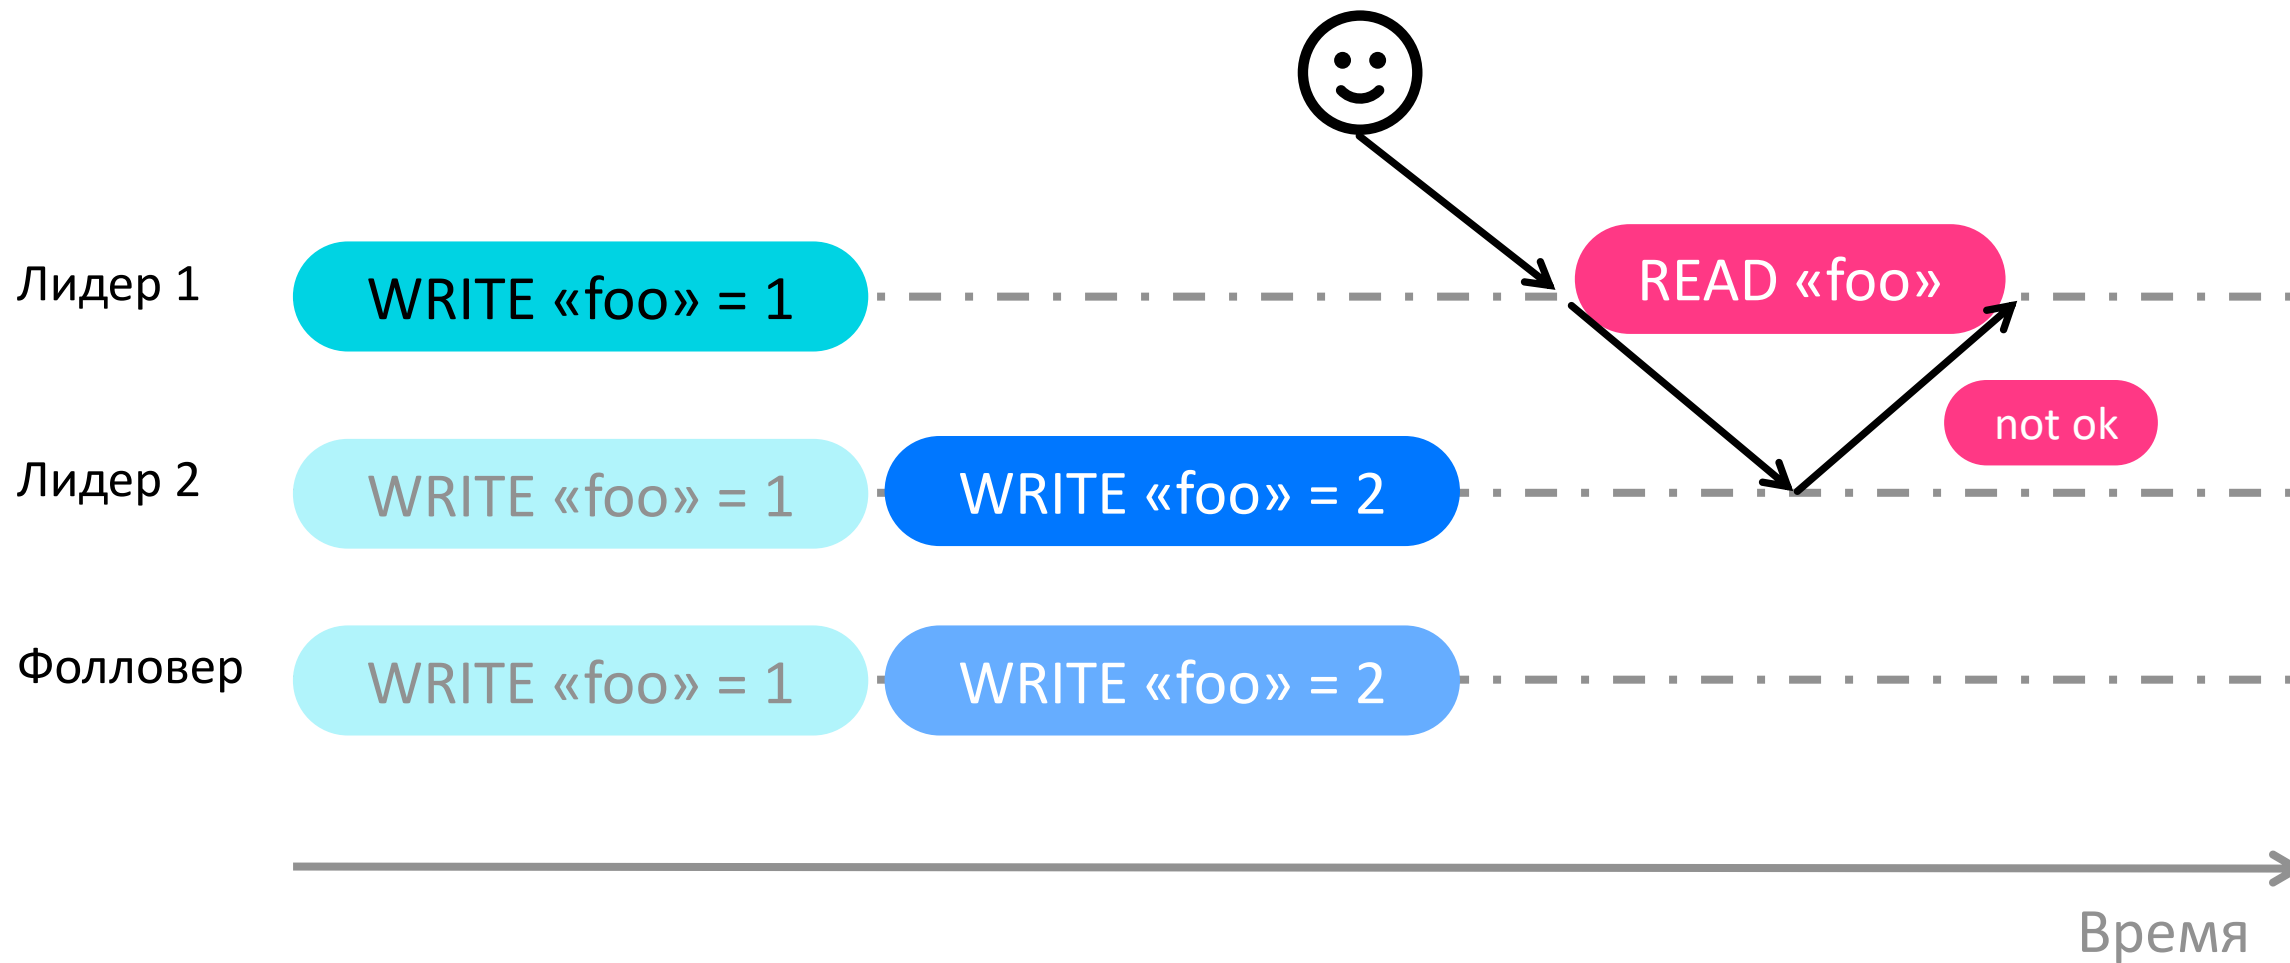 Лидер 1
WRITE «foo» = 1
READ «foo»
not ok
Лидер 2
WRITE «foo» = 1
WRITE «foo» = 2
Фолловер
WRITE «foo» = 1
WRITE «foo» = 2
Время